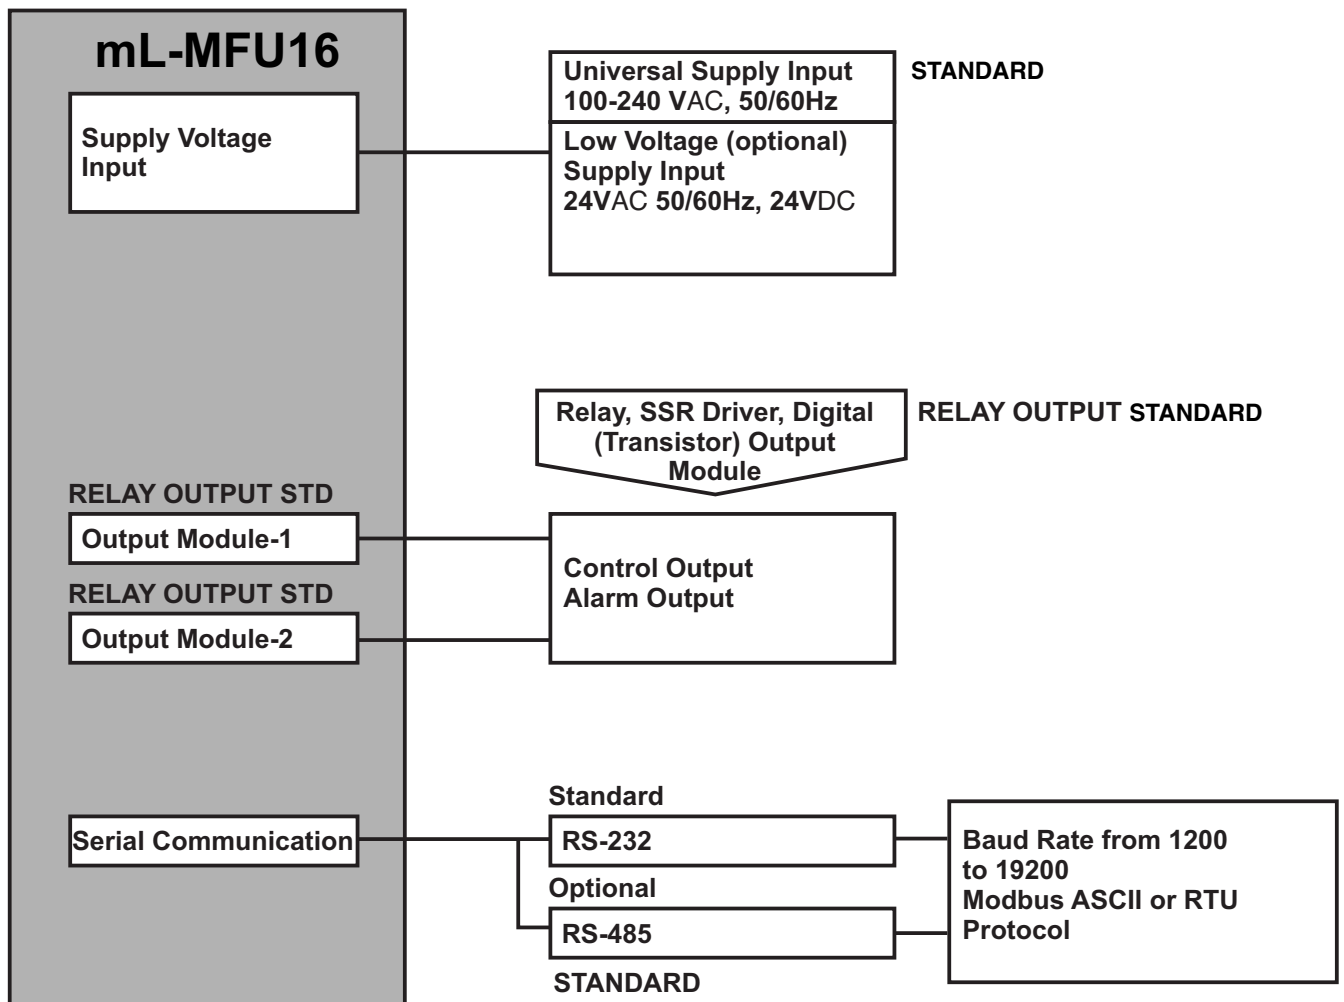 mL-MFU16
Supply Voltage
Input
Universal Supply Input
100-240 VAC, 50/60Hz
STANDARD
Low Voltage (optional)
Supply Input
24VAC 50/60Hz, 24VDC
Relay, SSR Driver, Digital
(Transistor) Output
Module
RELAY OUTPUT STANDARD
RELAY OUTPUT STD
Output Module-1
RELAY OUTPUT STD
Output Module-2
Control Output
Alarm Output
Serial Communication
Standard
RS-232
Optional
RS-485
STANDARD
Baud Rate from 1200
to 19200
Modbus ASCII or RTU
Protocol